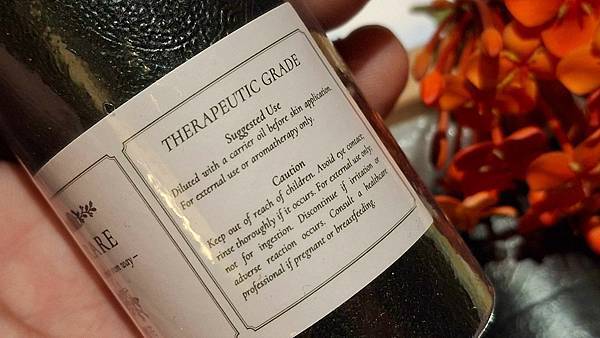 THERAPEUTIC GRADE
Suggested Use
Diluted with a carrier oil before skin application.
For external use or aromatherapy only.
Caution
Keep out of reach of children. Avoid eye contact,
rinse thoroughly if it occurs. For external use only,
not for ingestion. Discontinue if irritation or
adverse reaction occurs. Consult a healthcare
professional if pregnant or breastfeeding.